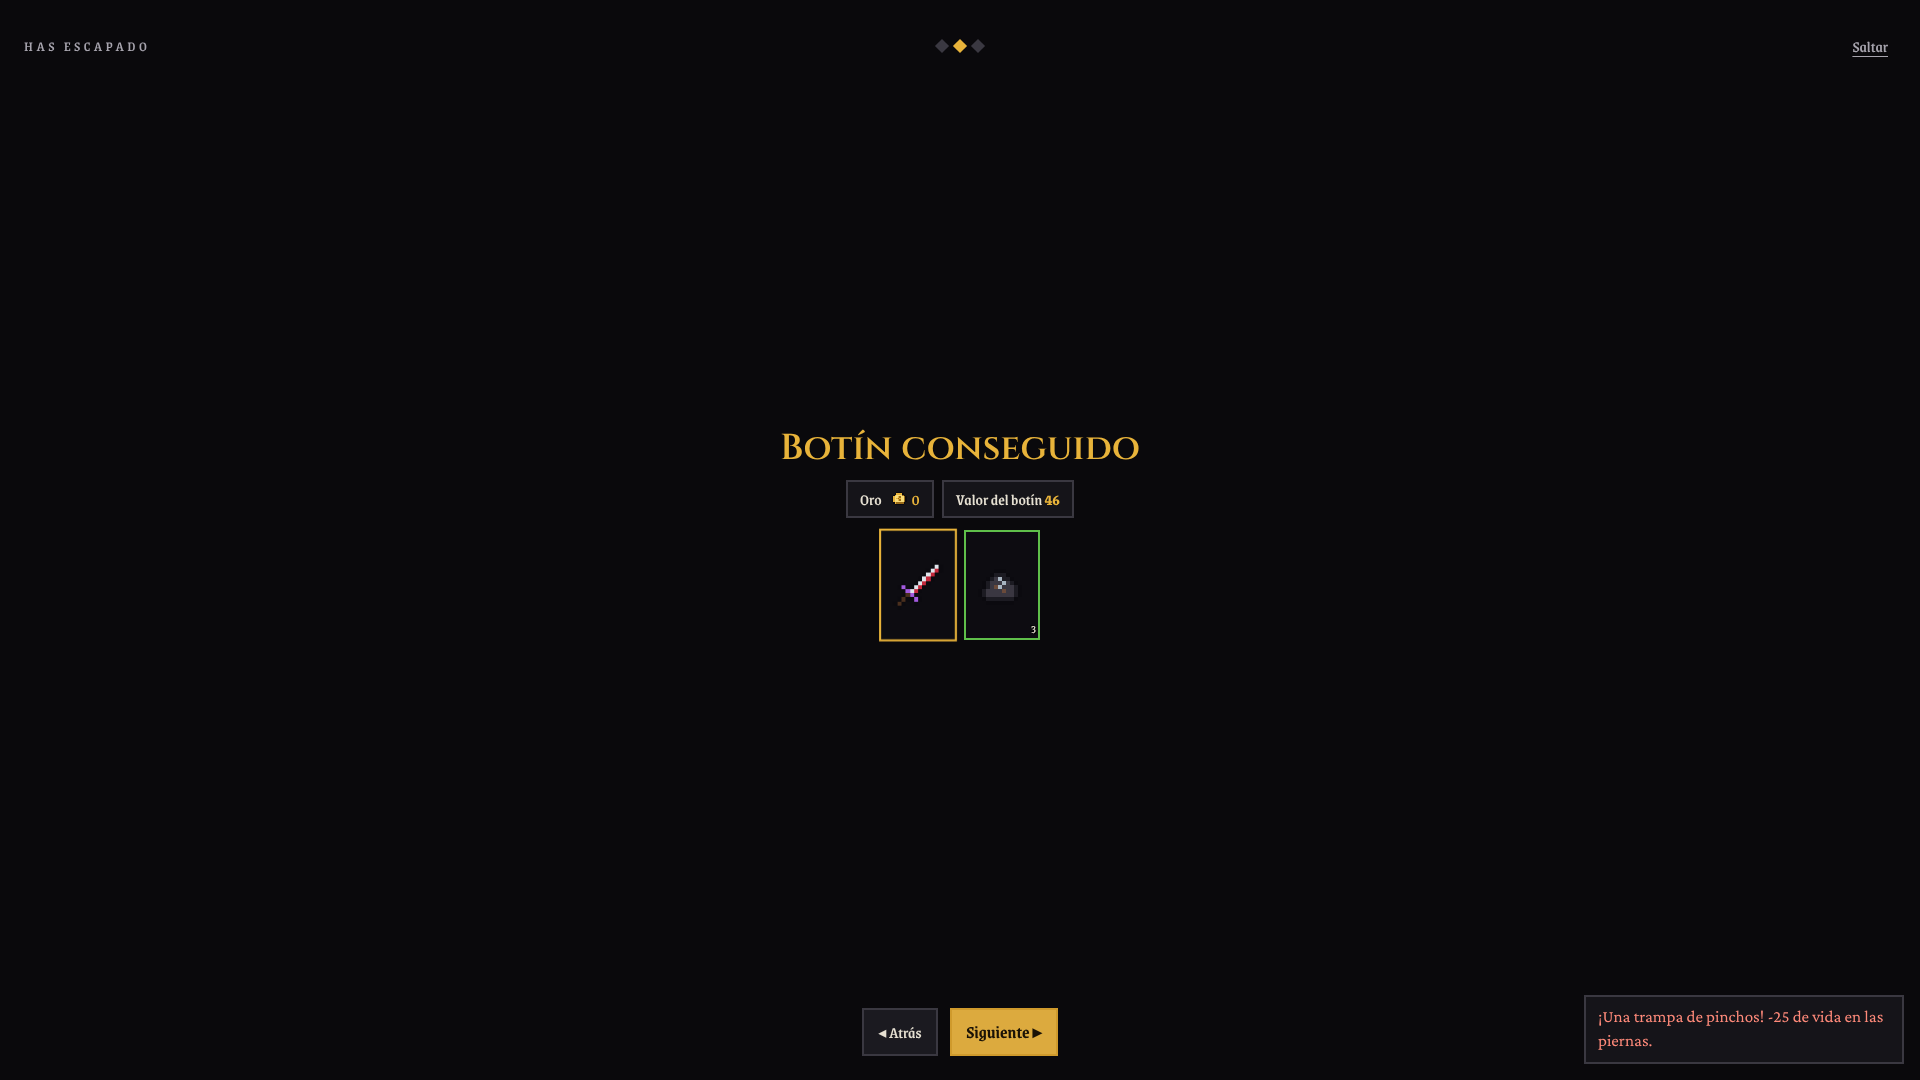 HAS ESCAPADO
Saltar
Botín conseguido
Oro 0
Valor del botín 46
3
◀ Atrás
Siguiente ▶
¡Una trampa de pinchos! -25 de vida en las
piernas.